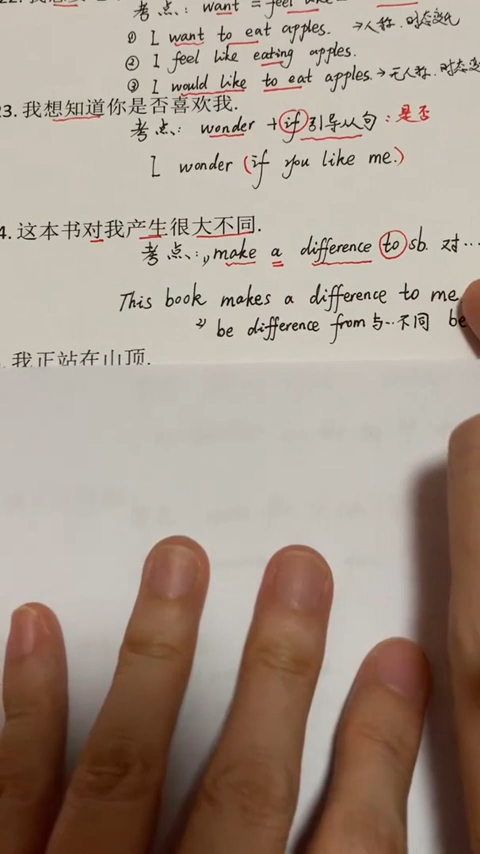 考点: want = feel like
① I want to eat apples. →人称、时态变化
② I feel like eating apples.
③ I would like to eat apples. →无人称、时态变
23. 我想知道你是否喜欢我.
考点: wonder + if引导从句: 是否
I wonder (if you like me.)
4. 这本书对我产生很大不同.
考点: 1) make a difference to sb. 对…
This book makes a difference to me.
2) be difference from 与…不同 be
我正站在山顶.